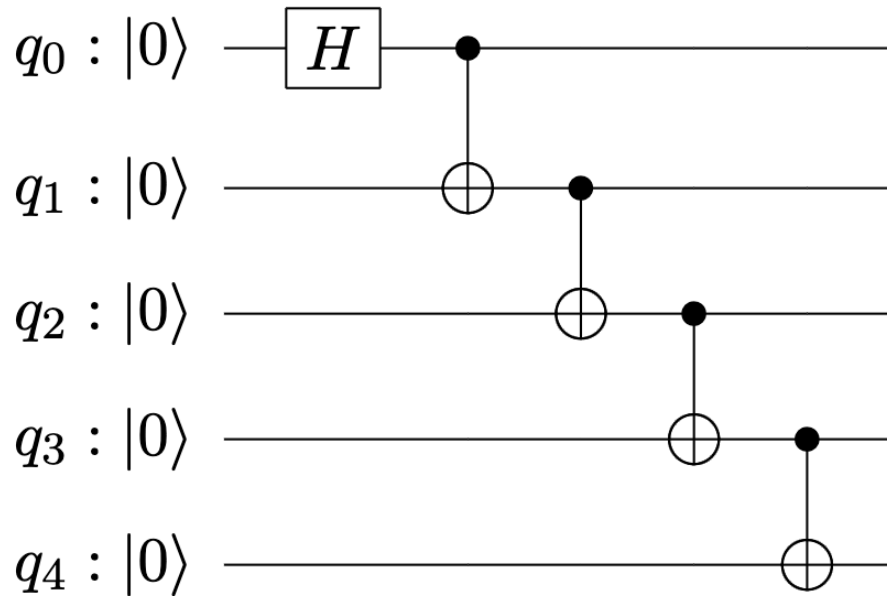 q₀ : |0⟩ H
q₁ : |0⟩
q₂ : |0⟩
q₃ : |0⟩
q₄ : |0⟩